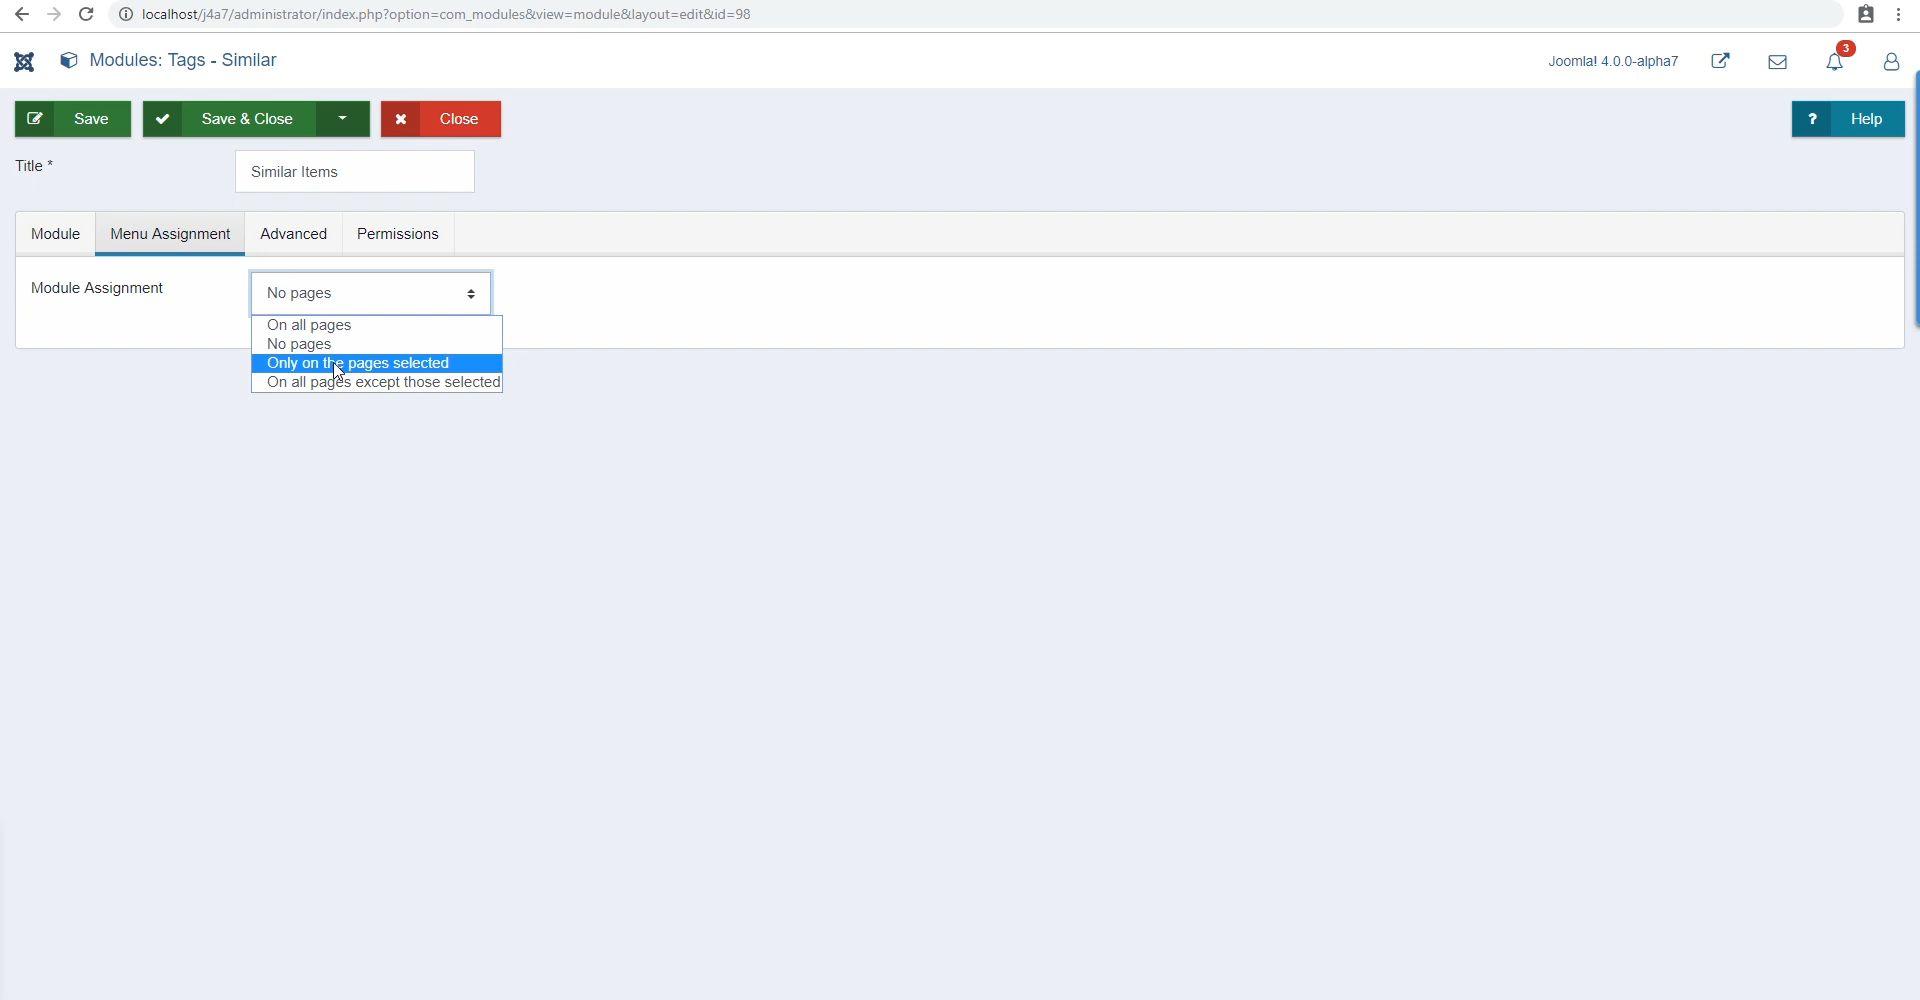 localhost/j4a7/administrator/index.php?option=com_modules&view=module&layout=edit&id=98
Modules: Tags - Similar
Joomla! 4.0.0-alpha7
3
Save
Save & Close
Close
? Help
Title *
Similar Items
Module
Menu Assignment
Advanced
Permissions
Module Assignment
No pages
On all pages
No pages
Only on the pages selected
On all pages except those selected